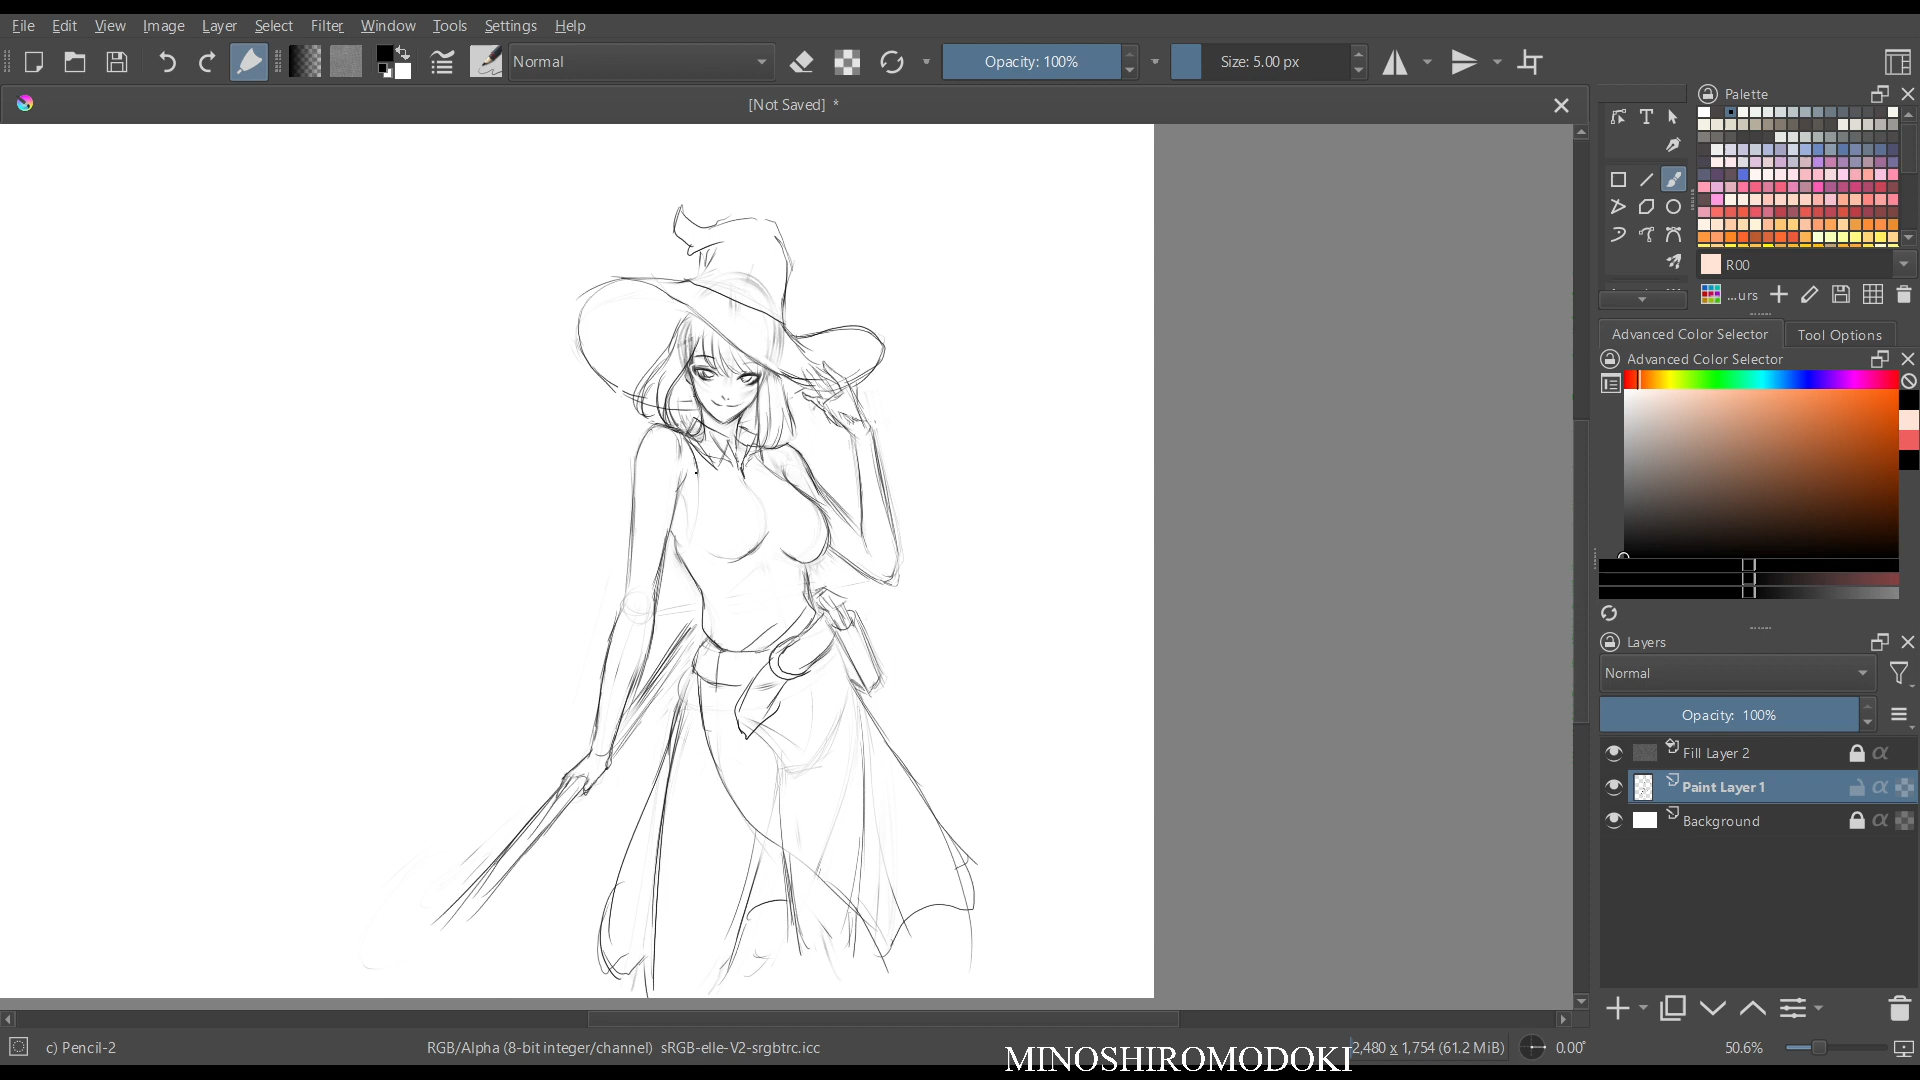 File Edit View Image Layer Select Filter Link Window Tools Settings Help
Normal Opacity: 100% Size: 5.00 px
[Not Saved] *
Palette
R00
...urs
Advanced Color Selector Tool Options
Advanced Color Selector
Layers
Normal
Opacity: 100%
Fill Layer 2
Paint Layer 1
Background
c) Pencil-2 RGB/Alpha (8-bit integer/channel) sRGB-elle-V2-srgbtrc.icc 2,480 x 1,754 (61.2 MiB) 0.00° 50.6%
MINOSHIROMODOKI